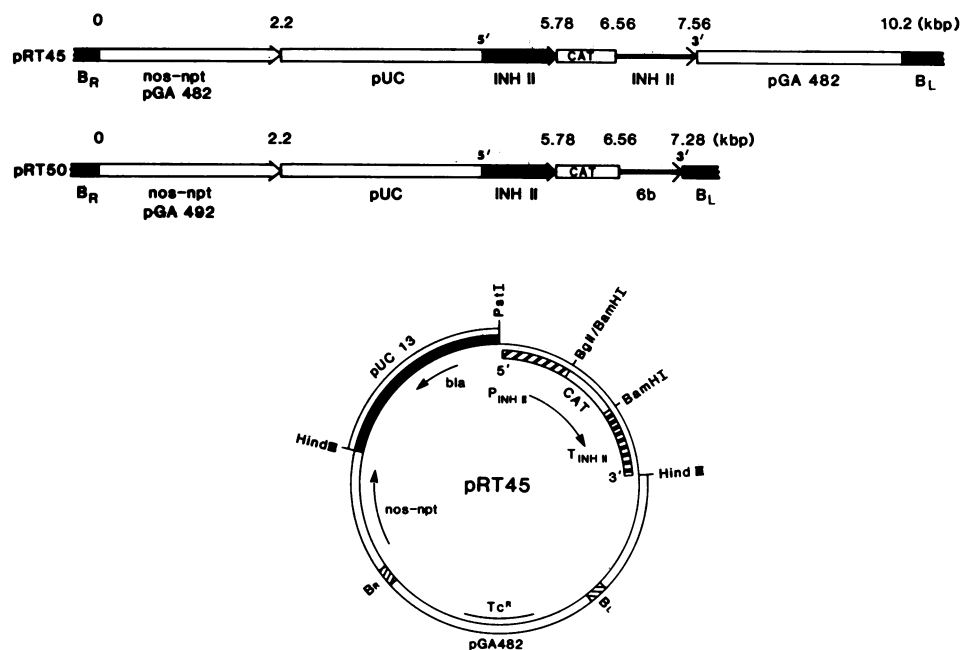 0 2.2 5.78 6.56 7.56 10.2 (kbp)
5' 3'
pRT45 CAT
BR nos-npt pUC INH II INH II pGA 482 BL
pGA 482
0 2.2 5.78 6.56 7.28 (kbp)
5' 3'
pRT50 CAT
BR nos-npt pUC INH II 6b BL
pGA 492
PstI
pUC 13
BglII/BamHI
5'
bla
CAT
BamHI
PINH II
HindIII
TINH II
3'
HindIII
pRT45
nos-npt
BR
BL
TcR
pGA482